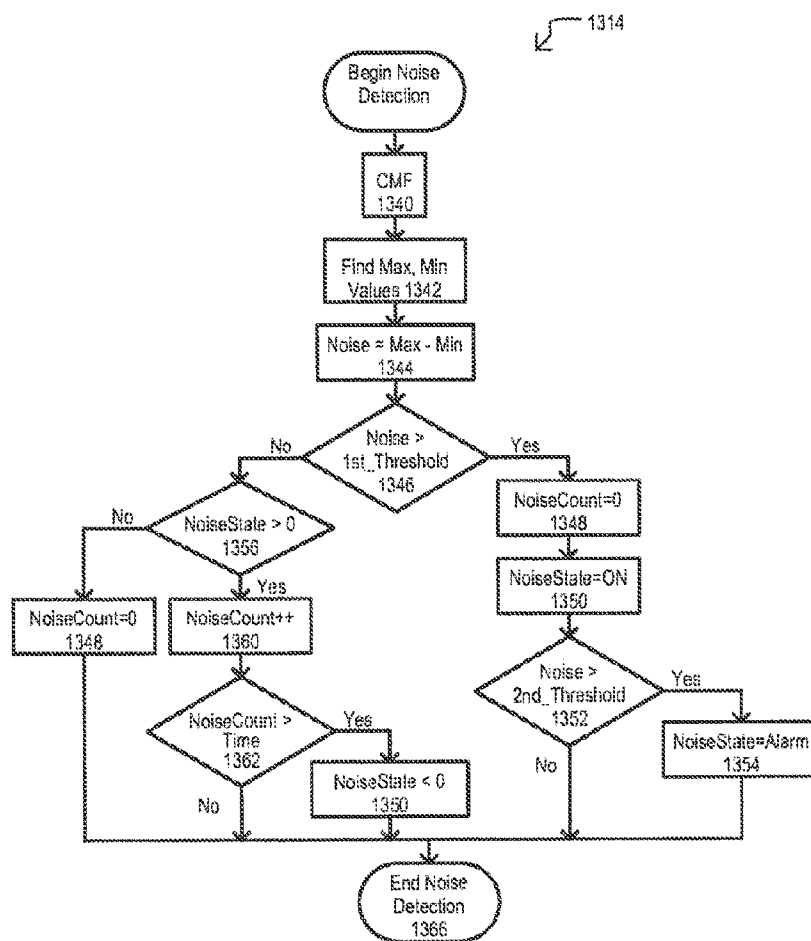 1314
Begin Noise
Detection
CMF
1340
Find Max, Min
Values 1342
Noise = Max - Min
1344
Noise >
1st_Threshold
1346
No
Yes
NoiseState > 0
1356
No
Yes
NoiseCount=0
1348
NoiseState=ON
1350
NoiseCount=0
1348
NoiseCount++
1360
Noise >
2nd_Threshold
1352
Yes
No
NoiseState=Alarm
1354
NoiseCount >
Time
1362
Yes
No
NoiseState < 0
1350
End Noise
Detection
1366